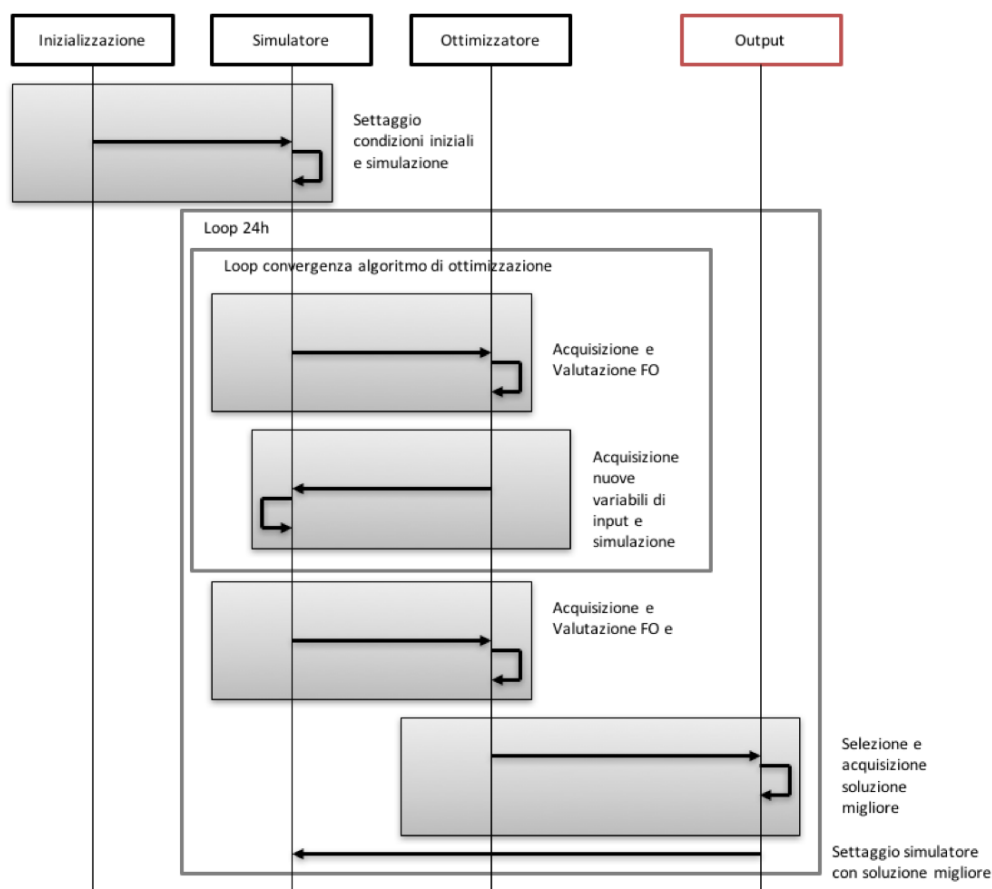 Inizializzazione
Simulatore
Ottimizzatore
Output
Settaggio
condizioni iniziali
e simulazione
Loop 24h
Loop convergenza algoritmo di ottimizzazione
Acquisizione e
Valutazione FO
Acquisizione
nuove
variabili di
input e
simulazione
Acquisizione e
Valutazione FO e
Selezione e
acquisizione
soluzione
migliore
Settaggio simulatore
con soluzione migliore